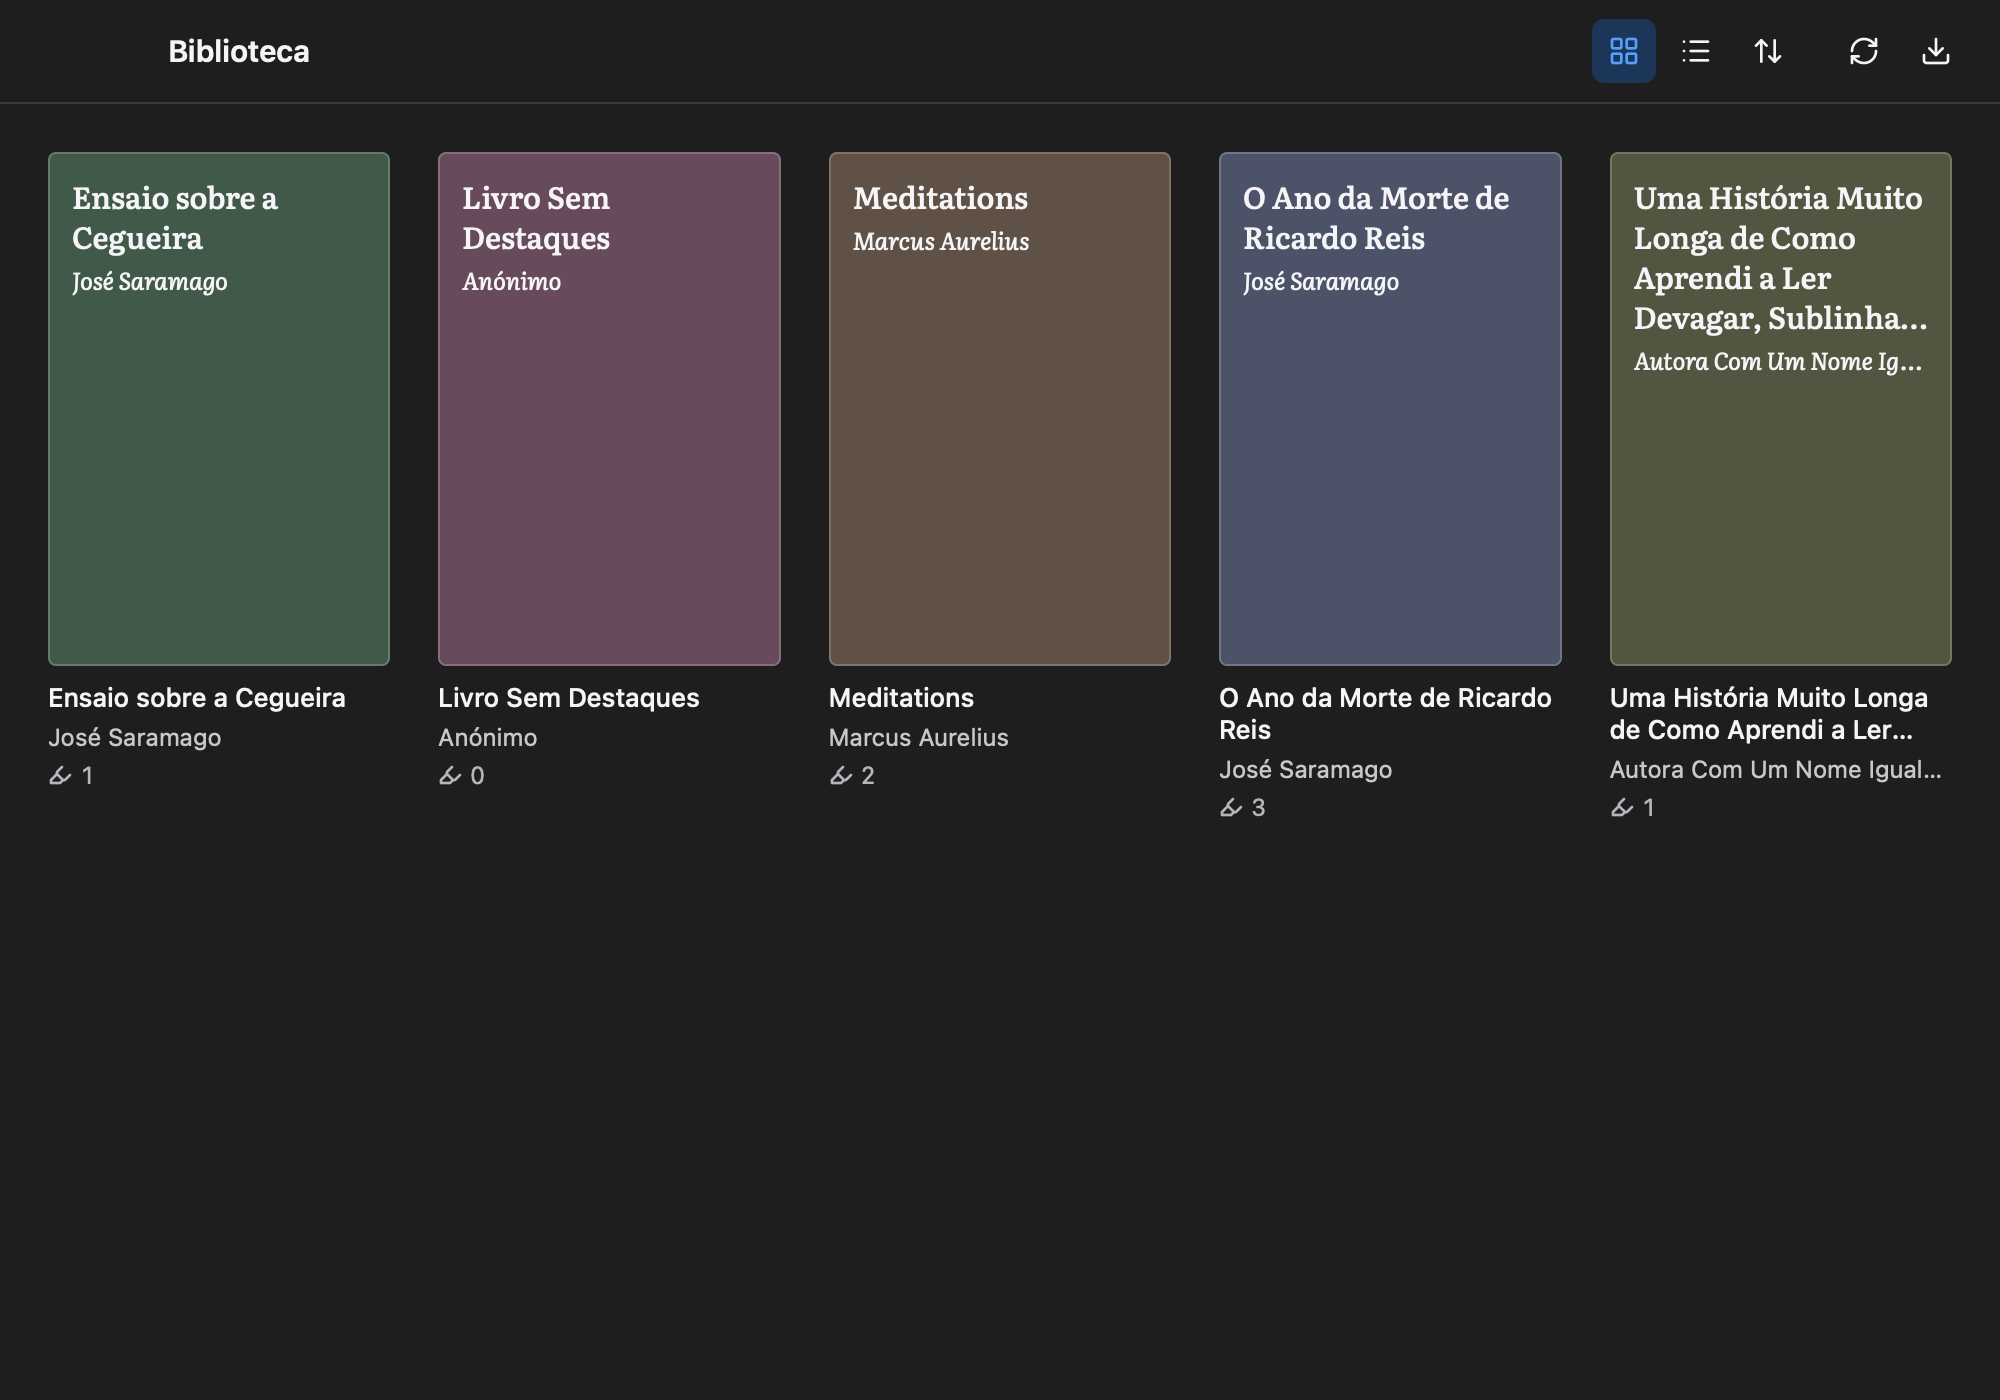 Biblioteca
Ensaio sobre a
Cegueira
José Saramago
Livro Sem
Destaques
Anónimo
Meditations
Marcus Aurelius
O Ano da Morte de
Ricardo Reis
José Saramago
Uma História Muito
Longa de Como
Aprendi a Ler
Devagar, Sublinha...
Autora Com Um Nome Ig...
Ensaio sobre a Cegueira
José Saramago
1
Livro Sem Destaques
Anónimo
0
Meditations
Marcus Aurelius
2
O Ano da Morte de Ricardo
Reis
José Saramago
3
Uma História Muito Longa
de Como Aprendi a Ler...
Autora Com Um Nome Igual...
1